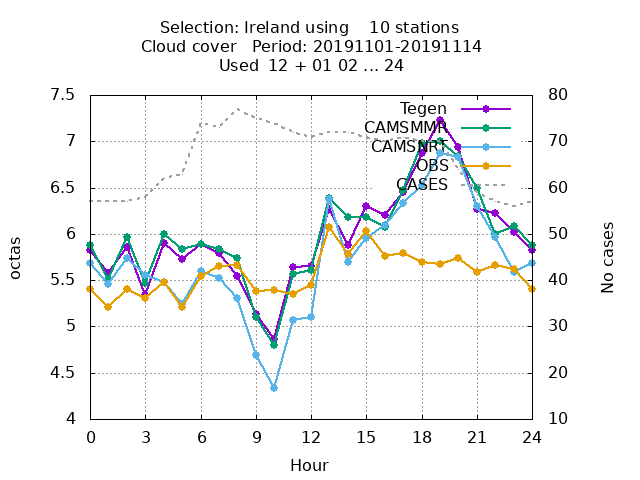 Selection: Ireland using    10 stations
Cloud cover   Period: 20191101-20191114
Used  12 + 01 02 ... 24
7.5
7
6.5
6
5.5
5
4.5
4
octas
80
70
60
50
40
30
20
10
No cases
Tegen
CAMSMMR
CAMSNRT
OBS
CASES
0 3 6 9 12 15 18 21 24
Hour